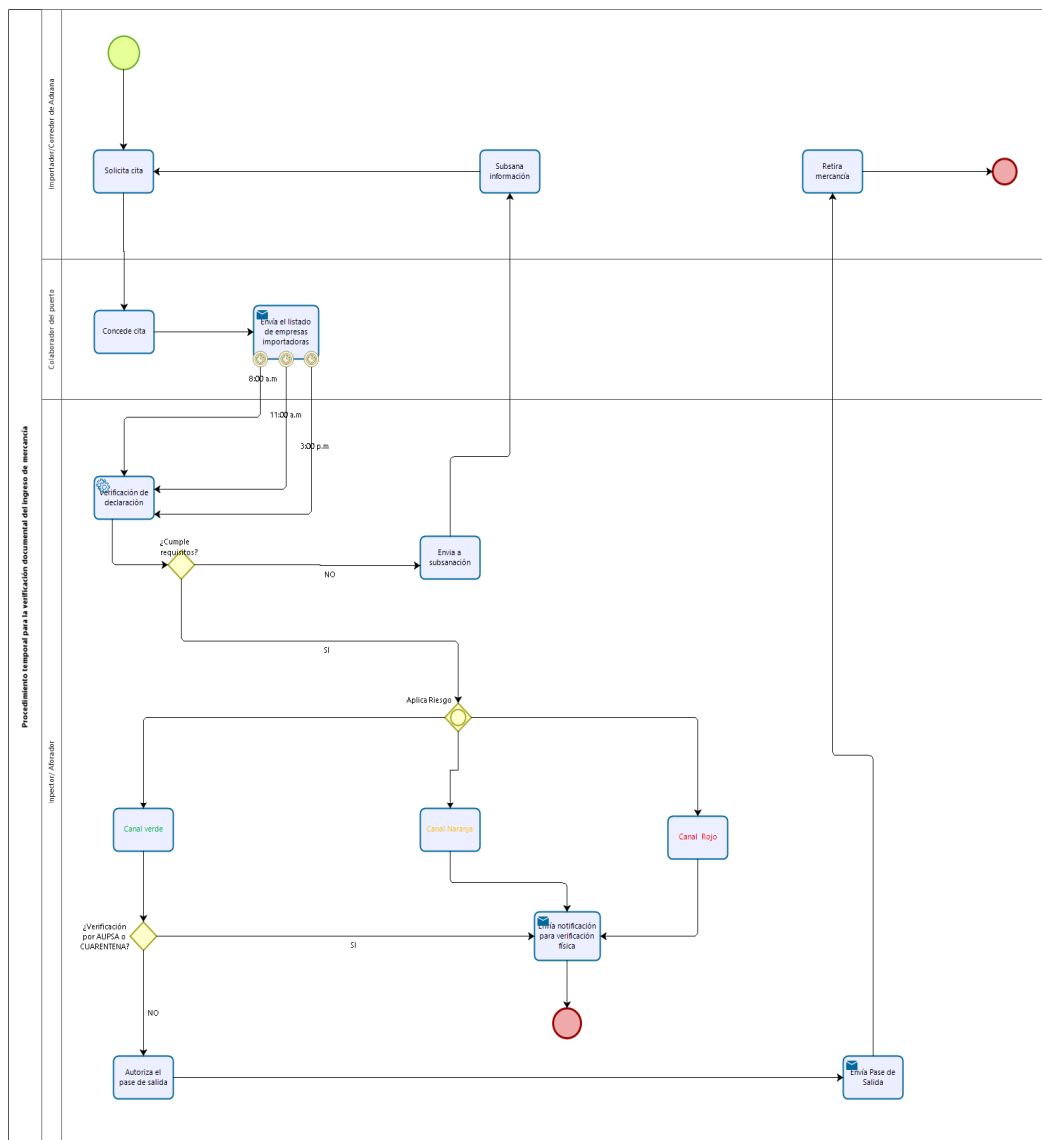 Procedimiento temporal para la verificación documental del ingreso de mercancía
Importador/Corredor de Aduana
Solicita cita
Subsana
información
Retira
mercancía
Colaborador del puerto
Concede cita
Envía el listado
de empresas
importadoras
8:00 a.m
11:00 a.m
3:00 p.m
Inpector/ Aforador
Verificación de
declaración
¿Cumple
requisitos?
NO
Envia a
subsanación
SI
Aplica Riesgo
Canal verde
Canal Naranja
Canal Rojo
¿Verificación
por AUPSA o
CUARENTENA?
SI
Envía notificación
para verificación
física
NO
Autoriza el
pase de salida
Envía Pase de
Salida